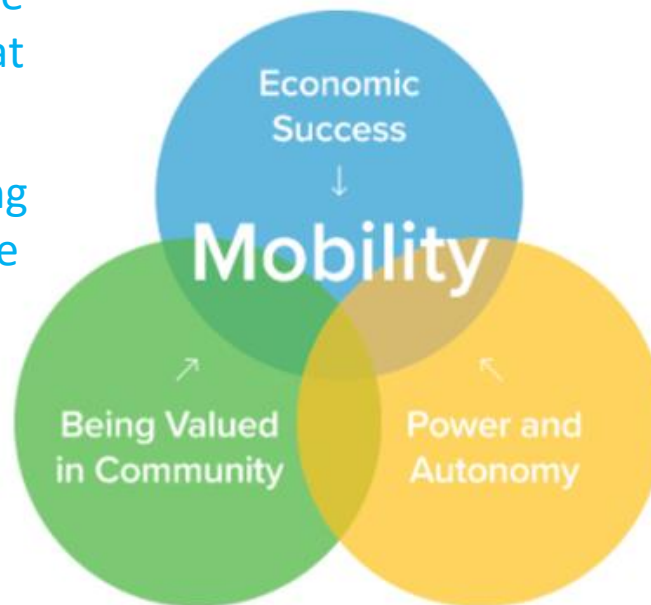 Economic
Success
↓
Mobility
↗
Being Valued
in Community
↖
Power and
Autonomy